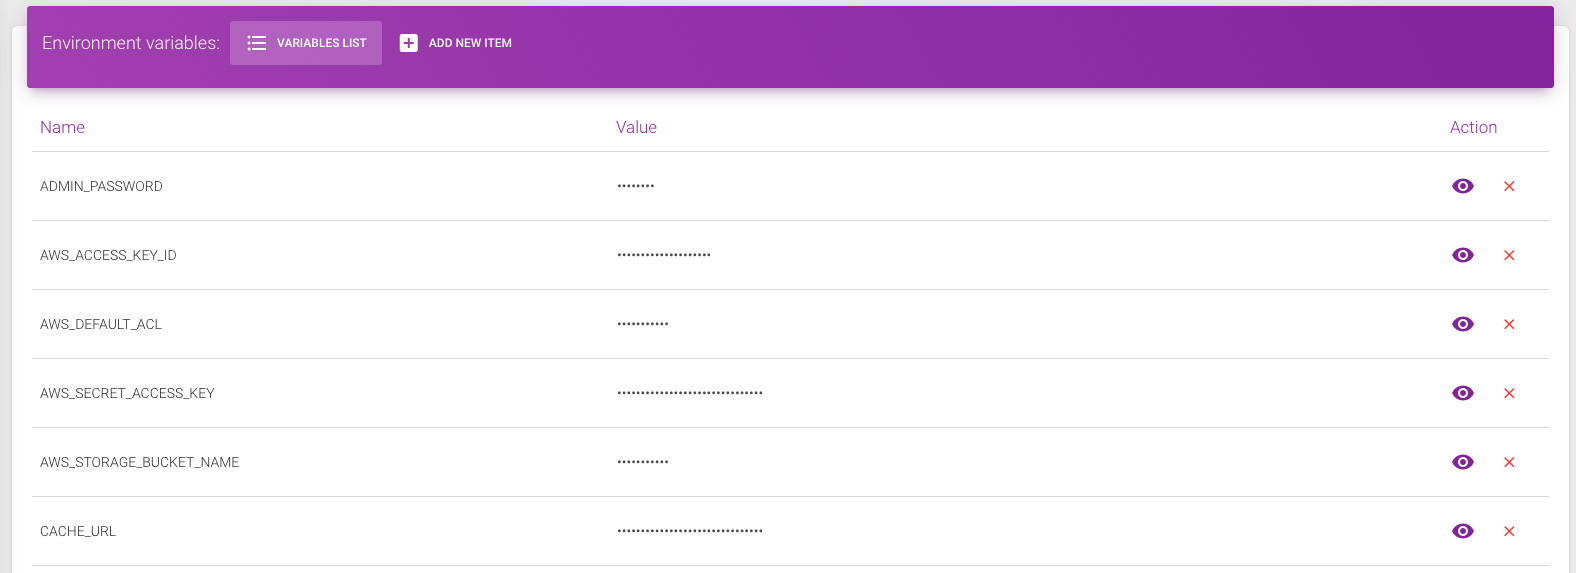 Environment variables: VARIABLES LIST ADD NEW ITEM
Name Value Action
ADMIN_PASSWORD ••••••••
AWS_ACCESS_KEY_ID ••••••••••••••••••••
AWS_DEFAULT_ACL •••••••••••
AWS_SECRET_ACCESS_KEY •••••••••••••••••••••••••••••••
AWS_STORAGE_BUCKET_NAME •••••••••••
CACHE_URL •••••••••••••••••••••••••••••••